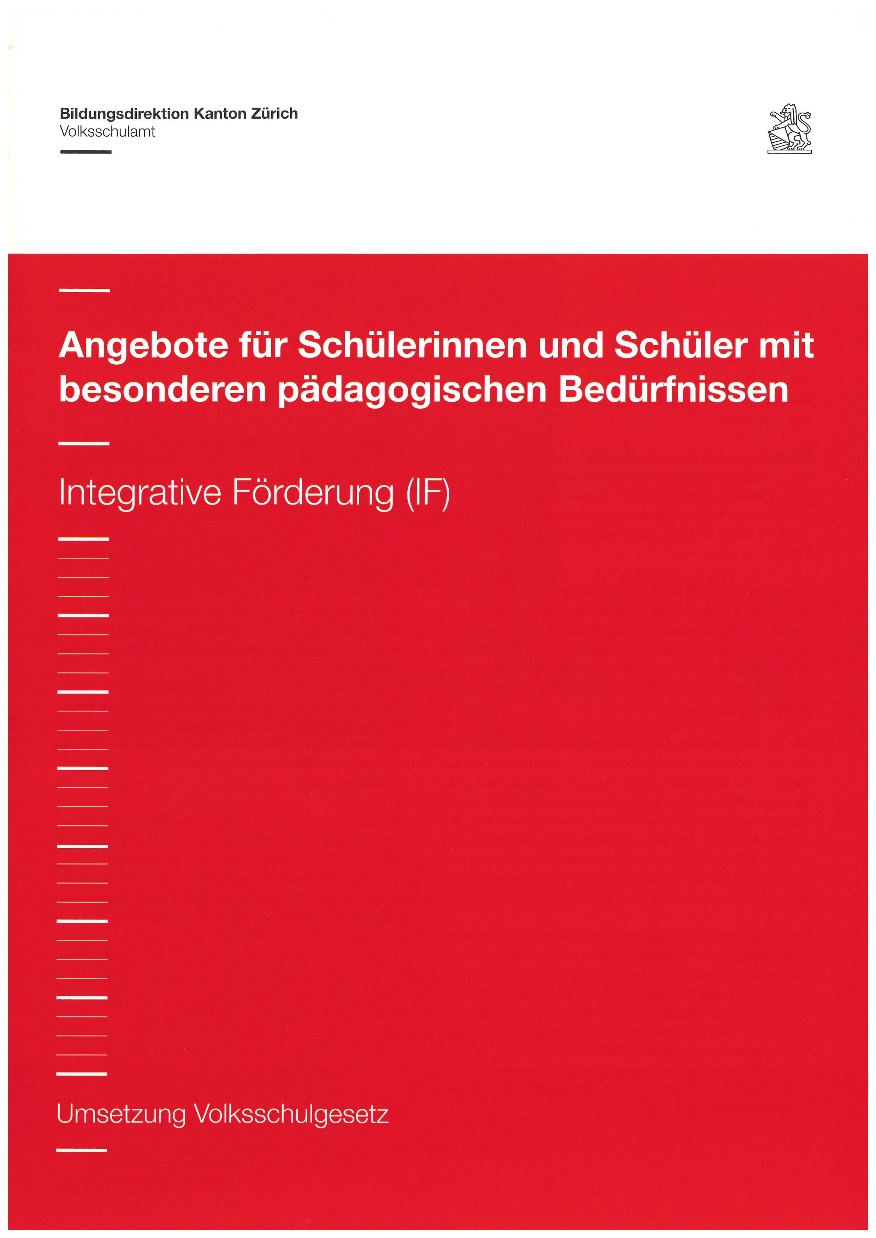 Bildungsdirektion Kanton Zürich
Volksschulamt
Angebote für Schülerinnen und Schüler mit
besonderen pädagogischen Bedürfnissen
Integrative Förderung (IF)
Umsetzung Volksschulgesetz